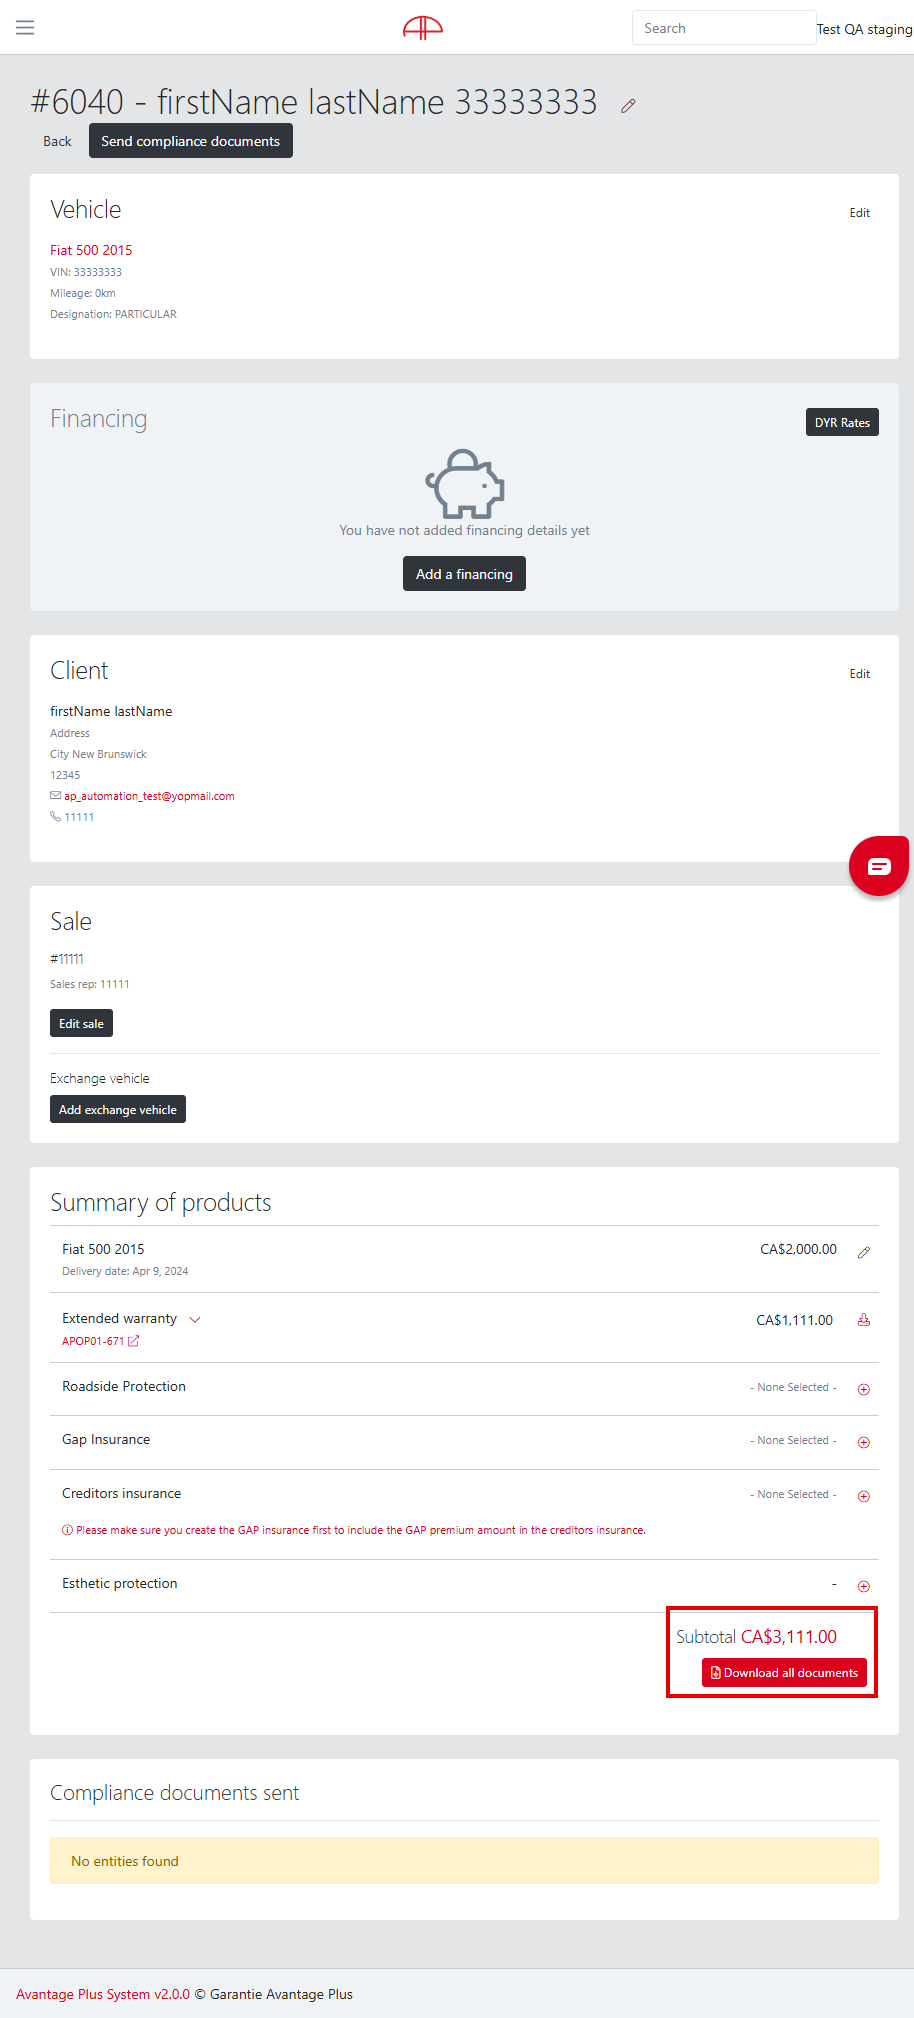 Search
Test QA staging
#6040 - firstName lastName 33333333
Back
Send compliance documents
Vehicle
Edit
Fiat 500 2015
VIN: 33333333
Mileage: 0km
Designation: PARTICULAR
Financing
DYR Rates
You have not added financing details yet
Add a financing
Client
Edit
firstName lastName
Address
City New Brunswick
12345
ap_automation_test@yopmail.com
11111
Sale
#11111
Sales rep: 11111
Edit sale
Exchange vehicle
Add exchange vehicle
Summary of products
Fiat 500 2015 CA$2,000.00
Delivery date: Apr 9, 2024
Extended warranty CA$1,111.00
APOP01-671
Roadside Protection - None Selected -
Gap Insurance - None Selected -
Creditors insurance - None Selected -
Please make sure you create the GAP insurance first to include the GAP premium amount in the creditors insurance.
Esthetic protection -
Subtotal CA$3,111.00
Download all documents
Compliance documents sent
No entities found
Avantage Plus System v2.0.0 © Garantie Avantage Plus